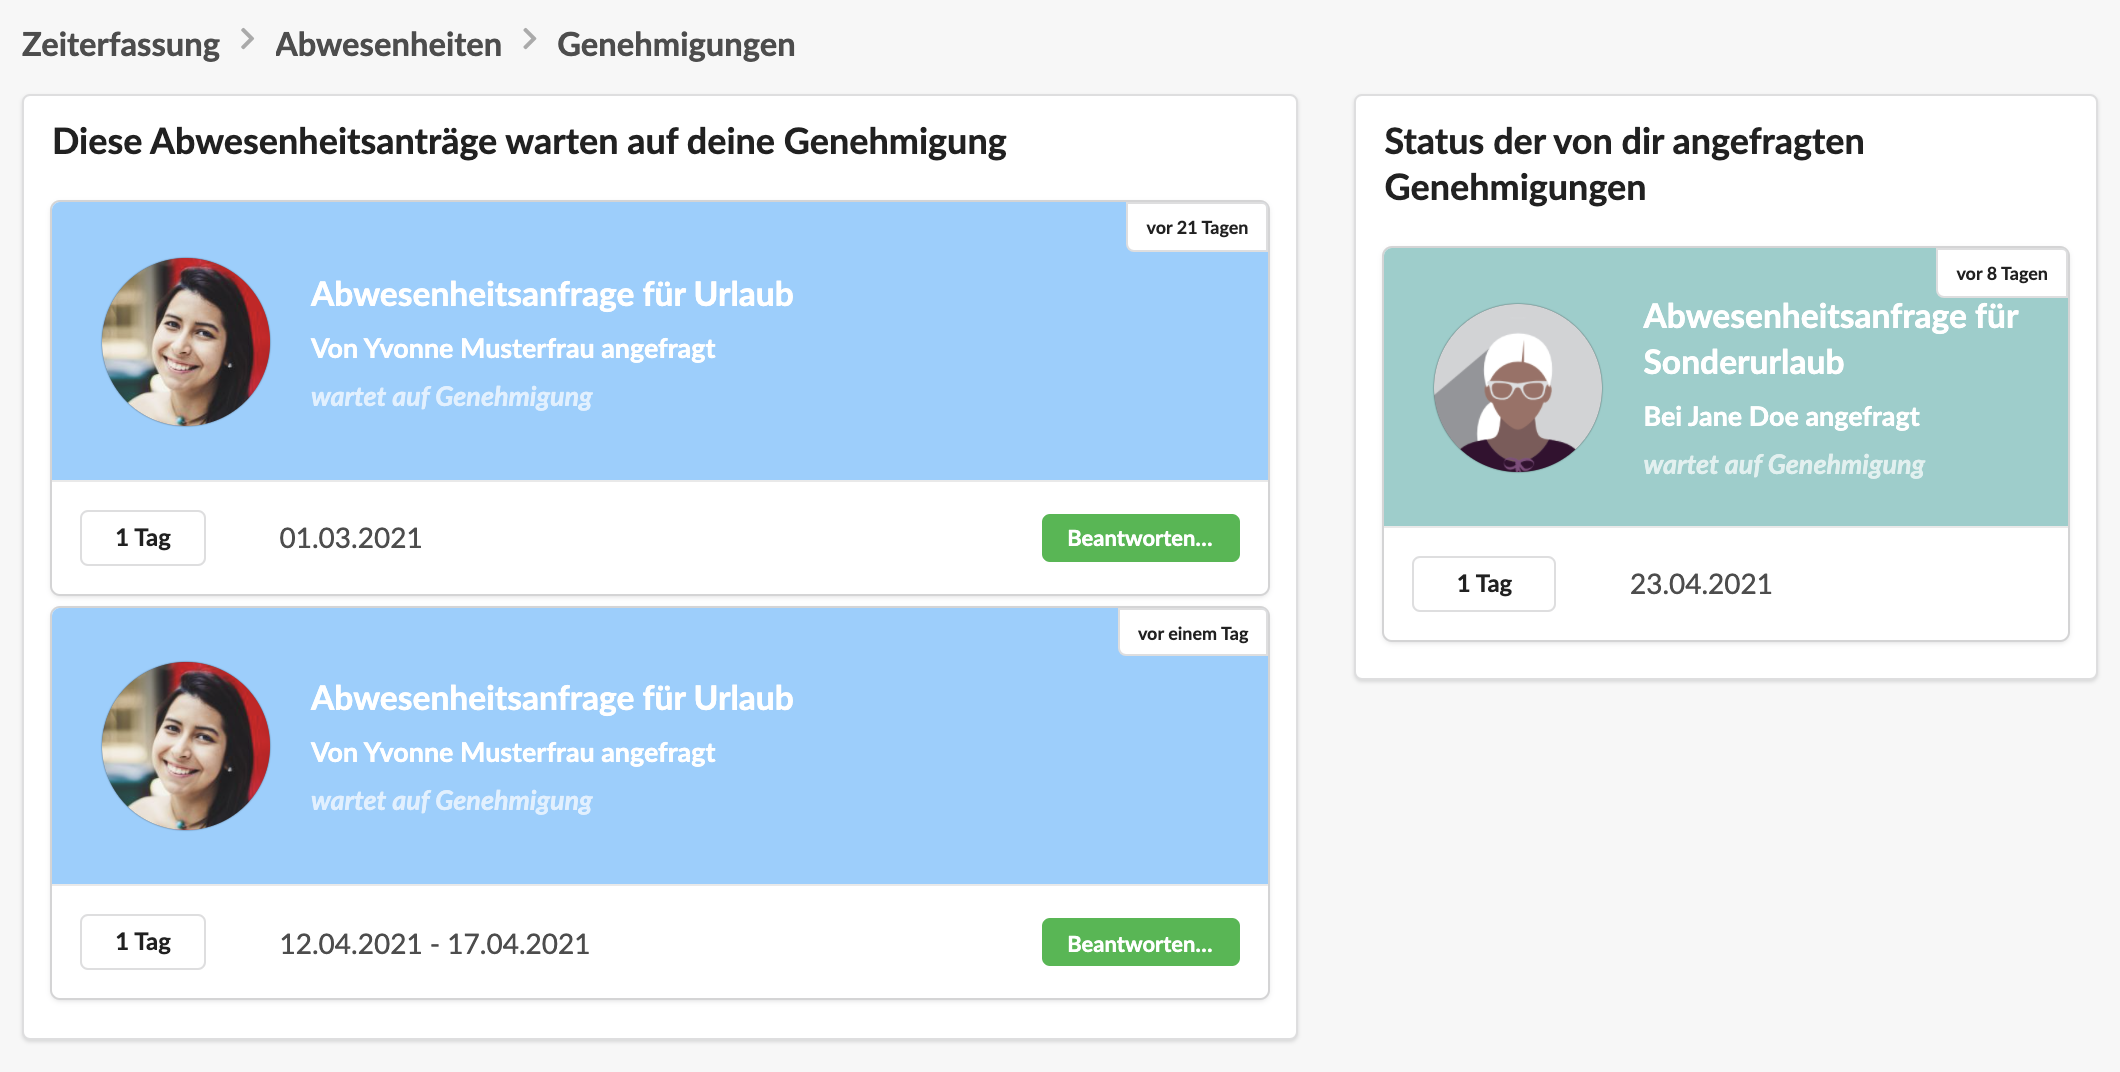 Zeiterfassung > Abwesenheiten > Genehmigungen
Diese Abwesenheitsanträge warten auf deine Genehmigung
vor 21 Tagen
Abwesenheitsanfrage für Urlaub
Von Yvonne Musterfrau angefragt
wartet auf Genehmigung
1 Tag
01.03.2021
Beantworten...
vor einem Tag
Abwesenheitsanfrage für Urlaub
Von Yvonne Musterfrau angefragt
wartet auf Genehmigung
1 Tag
12.04.2021 - 17.04.2021
Beantworten...
Status der von dir angefragten
Genehmigungen
vor 8 Tagen
Abwesenheitsanfrage für
Sonderurlaub
Bei Jane Doe angefragt
wartet auf Genehmigung
1 Tag
23.04.2021